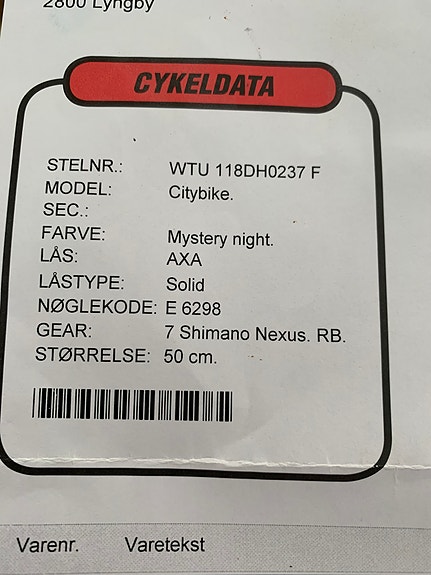 2800 Lyngby
CYKELDATA
STELNR.: WTU 118DH0237 F
MODEL: Citybike.
SEC.:
FARVE: Mystery night.
LÅS: AXA
LÅSTYPE: Solid
NØGLEKODE: E 6298
GEAR: 7 Shimano Nexus. RB.
STØRRELSE: 50 cm.
Varenr. Varetekst